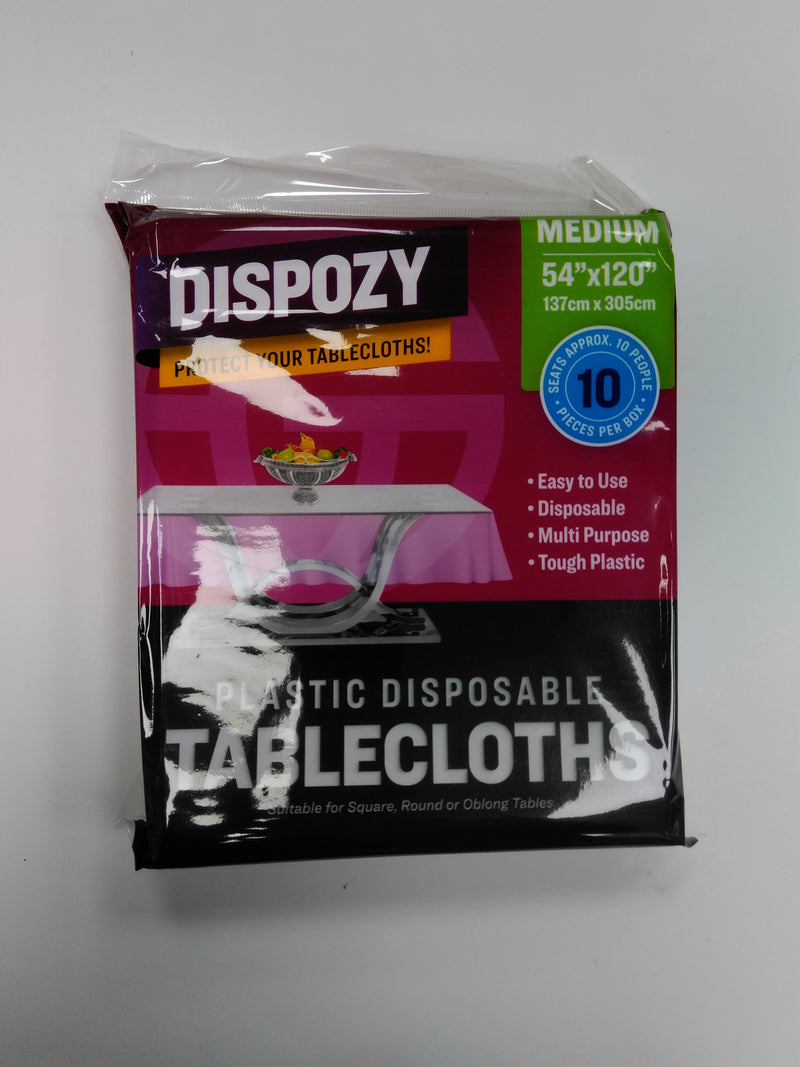 DISPOZY
PROTECT YOUR TABLECLOTHS!
MEDIUM
54”x120”
137cm x 305cm
SEATS APPROX. 10 PEOPLE
10
• PIECES PER BOX •
• Easy to Use
• Disposable
• Multi Purpose
• Tough Plastic
PLASTIC DISPOSABLE
TABLECLOTHS
Suitable for Square, Round or Oblong Tables